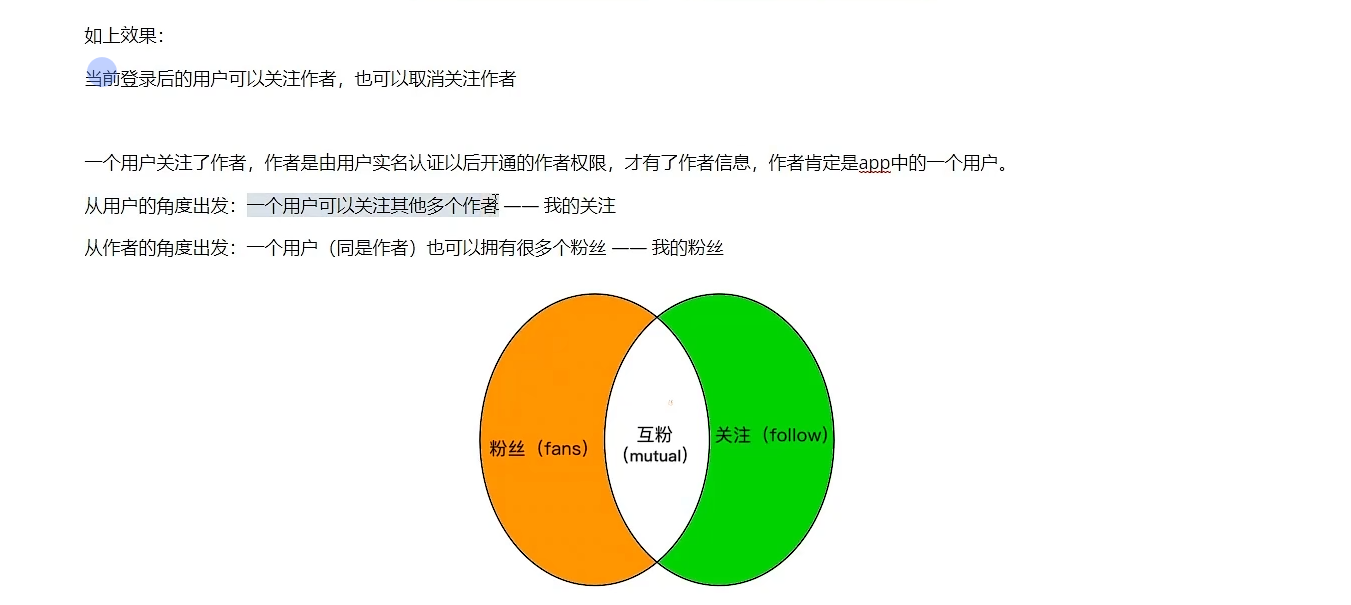 如上效果：
当前登录后的用户可以关注作者，也可以取消关注作者
一个用户关注了作者，作者是由用户实名认证以后开通的作者权限，才有了作者信息，作者肯定是app中的一个用户。
从用户的角度出发：一个用户可以关注其他多个作者 —— 我的关注
从作者的角度出发：一个用户（同是作者）也可以拥有很多个粉丝 —— 我的粉丝
粉丝（fans）
互粉
（mutual）
关注（follow）